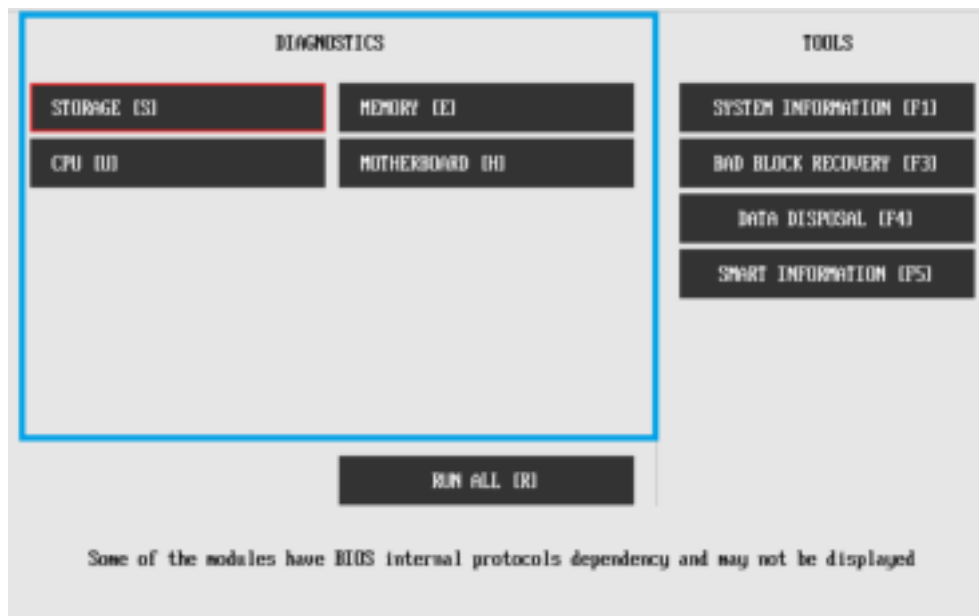 DIAGNOSTICS
STORAGE [S]
MEMORY [E]
CPU [U]
MOTHERBOARD [H]
RUN ALL [R]
TOOLS
SYSTEM INFORMATION [F1]
BAD BLOCK RECOVERY [F3]
DATA DISPOSAL [F4]
SMART INFORMATION [F5]
Some of the modules have BIOS internal protocols dependency and may not be displayed